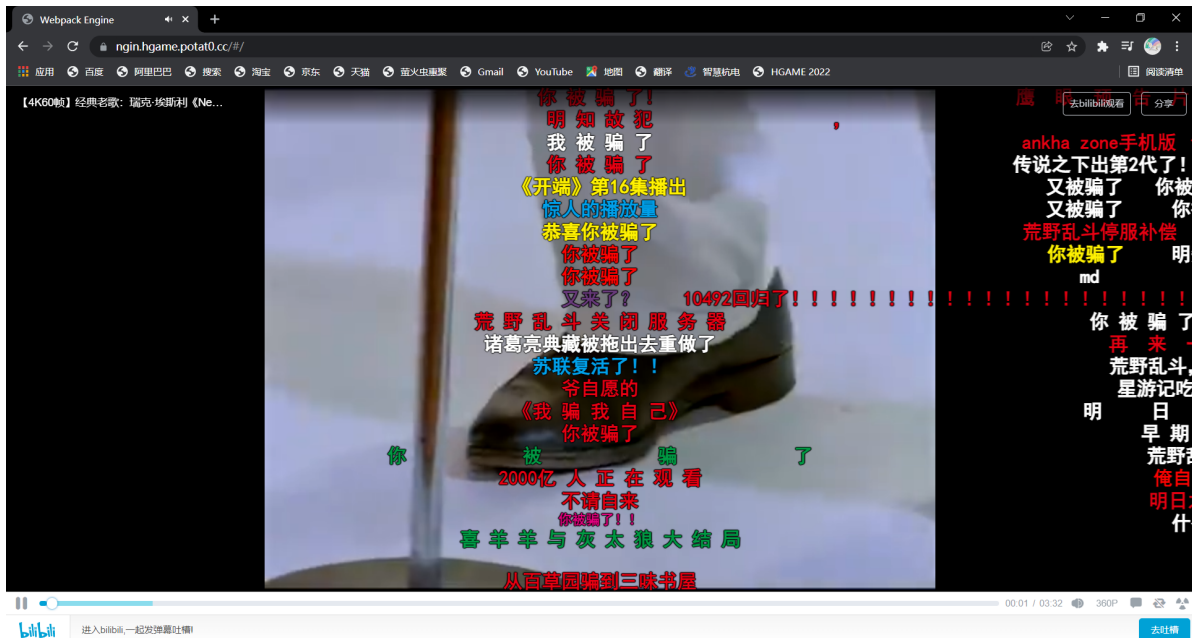 Webpack Engine
ngin.hgame.potat0.cc/#/
应用 百度 阿里巴巴 搜索 淘宝 京东 天猫 萤火虫重聚 Gmail YouTube 地图 翻译 智慧杭电 HGAME 2022 阅读清单
【4K60帧】经典老歌：瑞克·埃斯利《Ne...
去bilibili观看 分享
你被骗了!
明知故犯
我被骗了
ankha zone手机版
你被骗了
传说之下出第2代了!
《开端》第16集播出
又被骗了 你被
惊人的播放量
又被骗了 你
恭喜你被骗了
荒野乱斗停服补偿
你被骗了
你被骗了 明
你被骗了
md
又来了?
10492回归了!!!!!!!!!!!!!!!!!!!!!
荒野乱斗关闭服务器
你被骗了
诸葛亮典藏被拖出去重做了
再来
苏联复活了!!
荒野乱斗,
爷自愿的
星游记吃
《我骗我自己》
明 日
你被骗了
早期
你被骗了
荒野
2000亿人正在观看
俺自
不请自来
明日
你被骗了!!
什
喜羊羊与灰太狼大结局
从百草园骗到三味书屋
00:01 / 03:32 360P
bilibili 进入bilibili,一起发弹幕吐槽! 去吐槽